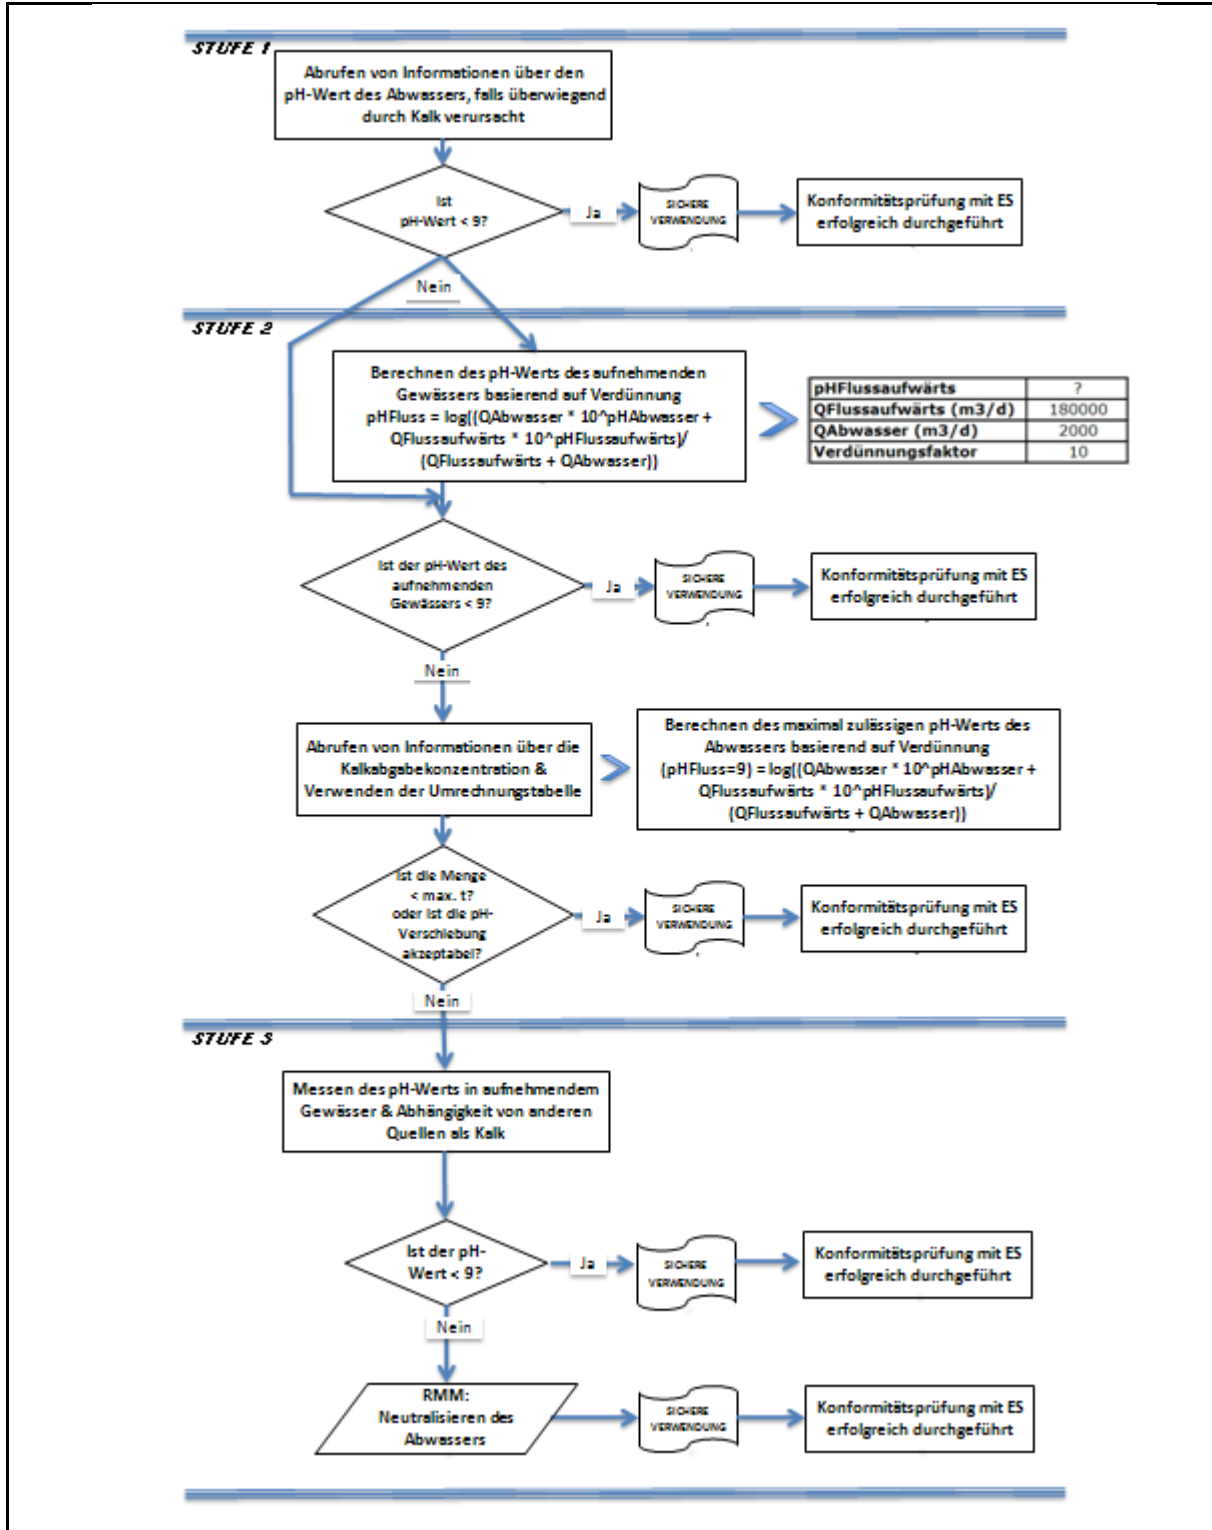 STUFE 1
Abrufen von Informationen über den
pH-Wert des Abwassers, falls überwiegend
durch Kalk verursacht
Ist
pH-Wert < 9?
Ja
SICHERE
VERWENDUNG
Konformitätsprüfung mit ES
erfolgreich durchgeführt
Nein
STUFE 2
Berechnen des pH-Werts des aufnehmenden
Gewässers basierend auf Verdünnung
pHFluss = log((QAbwasser * 10^pHAbwasser +
QFlussaufwärts * 10^pHFlussaufwärts)/
(QFlussaufwärts + QAbwasser))
pHFlussaufwärts ?
QFlussaufwärts (m3/d) 180000
QAbwasser (m3/d) 2000
Verdünnungsfaktor 10
Ist der pH-Wert des
aufnehmenden
Gewässers < 9?
Ja
SICHERE
VERWENDUNG
Konformitätsprüfung mit ES
erfolgreich durchgeführt
Nein
Abrufen von Informationen über die
Kalkabgabekonzentration &
Verwenden der Umrechnungstabelle
Berechnen des maximal zulässigen pH-Werts des
Abwassers basierend auf Verdünnung
(pHFluss=9) = log((QAbwasser * 10^pHAbwasser +
QFlussaufwärts * 10^pHFlussaufwärts)/
(QFlussaufwärts + QAbwasser))
Ist die Menge
< max. t?
oder ist die pH-
Verschiebung
akzeptabel?
Ja
SICHERE
VERWENDUNG
Konformitätsprüfung mit ES
erfolgreich durchgeführt
Nein
STUFE 3
Messen des pH-Werts in aufnehmendem
Gewässer & Abhängigkeit von anderen
Quellen als Kalk
Ist der pH-
Wert < 9?
Ja
SICHERE
VERWENDUNG
Konformitätsprüfung mit ES
erfolgreich durchgeführt
Nein
RMM:
Neutralisieren des
Abwassers
SICHERE
VERWENDUNG
Konformitätsprüfung mit ES
erfolgreich durchgeführt